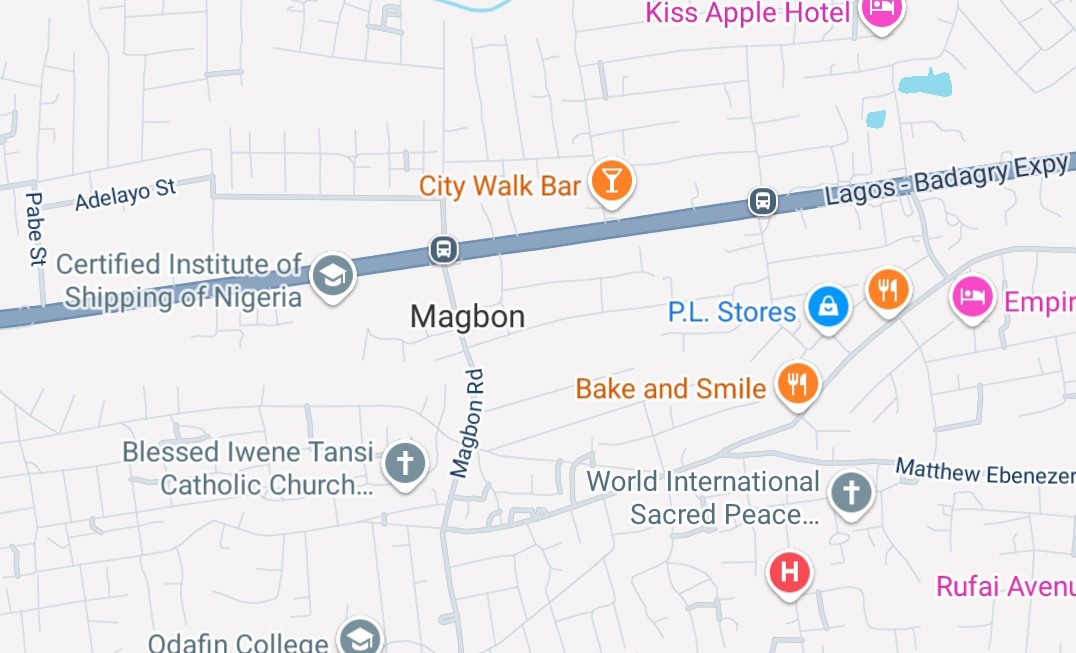 Kiss Apple Hotel
Lagos - Badagry Expy
City Walk Bar
Adelayo St
Pabe St
Certified Institute of
Shipping of Nigeria
Magbon
P.L. Stores
Empir
Bake and Smile
Magbon Rd
Blessed Iwene Tansi
Catholic Church...
World International
Sacred Peace...
Matthew Ebenezer
H
Rufai Avenu
Odafin College